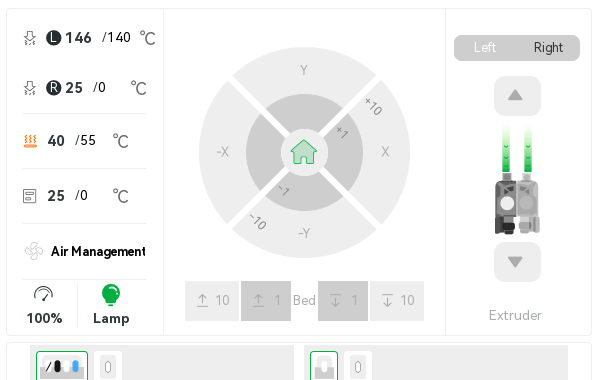 L 146 /140 °C
R 25 /0 °C
40 /55 °C
25 /0 °C
Air Management
100% Lamp
Y
+10
+1
-X
X
-1
-10
-Y
10 1 Bed 1 10
Left Right
Extruder
/ 0 0